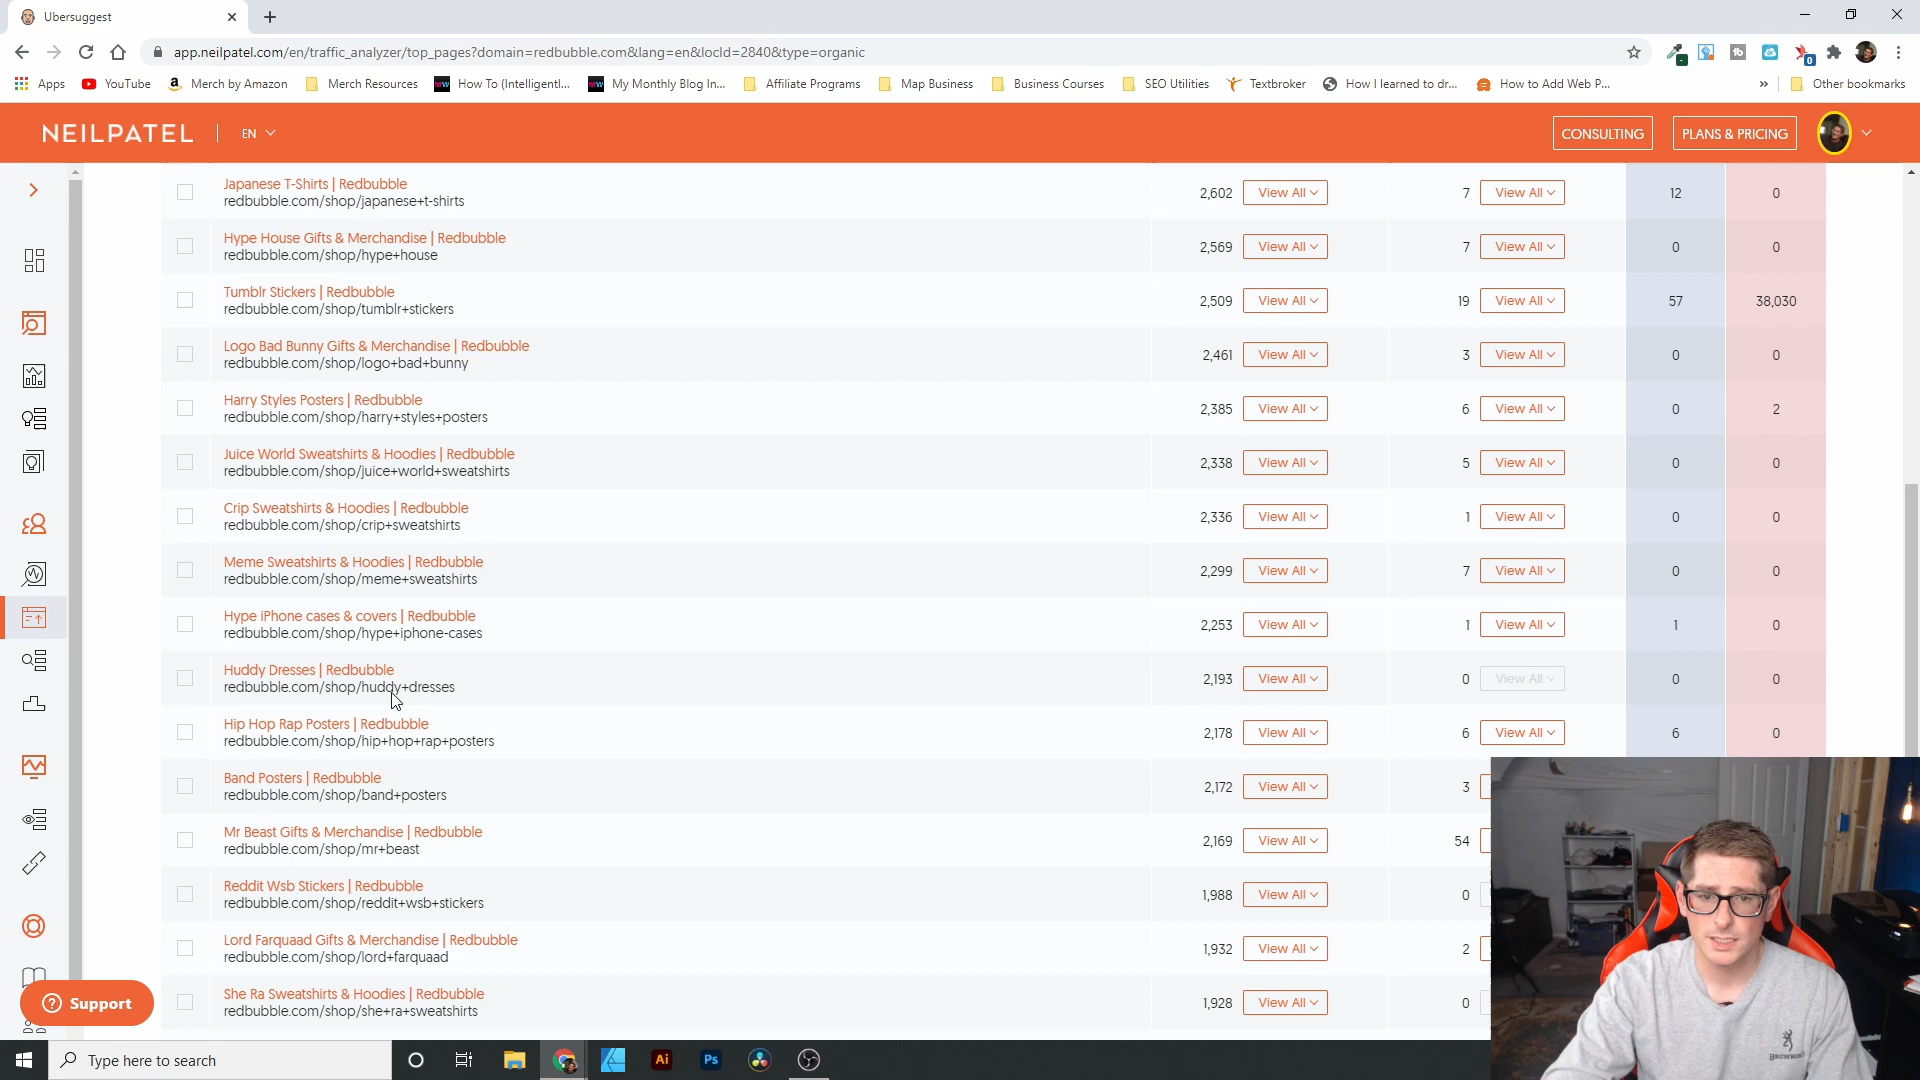 Ubersuggest
app.neilpatel.com/en/traffic_analyzer/top_pages?domain=redbubble.com&lang=en&locId=2840&type=organic
0
Apps YouTube Merch by Amazon Merch Resources How To (Intelligentl... My Monthly Blog In... Affiliate Programs Map Business Business Courses SEO Utilities Textbroker How I learned to dr... How to Add Web P... » Other bookmarks
NEILPATEL EN CONSULTING PLANS & PRICING
Japanese T-Shirts | Redbubble
redbubble.com/shop/japanese+t-shirts
2,602 View All 7 View All 12 0
Hype House Gifts & Merchandise | Redbubble
redbubble.com/shop/hype+house
2,569 View All 7 View All 0 0
Tumblr Stickers | Redbubble
redbubble.com/shop/tumblr+stickers
2,509 View All 19 View All 57 38,030
Logo Bad Bunny Gifts & Merchandise | Redbubble
redbubble.com/shop/logo+bad+bunny
2,461 View All 3 View All 0 0
Harry Styles Posters | Redbubble
redbubble.com/shop/harry+styles+posters
2,385 View All 6 View All 0 2
Juice World Sweatshirts & Hoodies | Redbubble
redbubble.com/shop/juice+world+sweatshirts
2,338 View All 5 View All 0 0
Crip Sweatshirts & Hoodies | Redbubble
redbubble.com/shop/crip+sweatshirts
2,336 View All 1 View All 0 0
Meme Sweatshirts & Hoodies | Redbubble
redbubble.com/shop/meme+sweatshirts
2,299 View All 7 View All 0 0
Hype iPhone cases & covers | Redbubble
redbubble.com/shop/hype+iphone-cases
2,253 View All 1 View All 1 0
Huddy Dresses | Redbubble
redbubble.com/shop/huddy+dresses
2,193 View All 0 View All 0 0
Hip Hop Rap Posters | Redbubble
redbubble.com/shop/hip+hop+rap+posters
2,178 View All 6 View All 6 0
Band Posters | Redbubble
redbubble.com/shop/band+posters
2,172 View All 3
Mr Beast Gifts & Merchandise | Redbubble
redbubble.com/shop/mr+beast
2,169 View All 54
Reddit Wsb Stickers | Redbubble
redbubble.com/shop/reddit+wsb+stickers
1,988 View All 0
Lord Farquaad Gifts & Merchandise | Redbubble
redbubble.com/shop/lord+farquaad
1,932 View All 2
She Ra Sweatshirts & Hoodies | Redbubble
redbubble.com/shop/she+ra+sweatshirts
1,928 View All 0
Support
BROWNING
Type here to search
Ai Ps